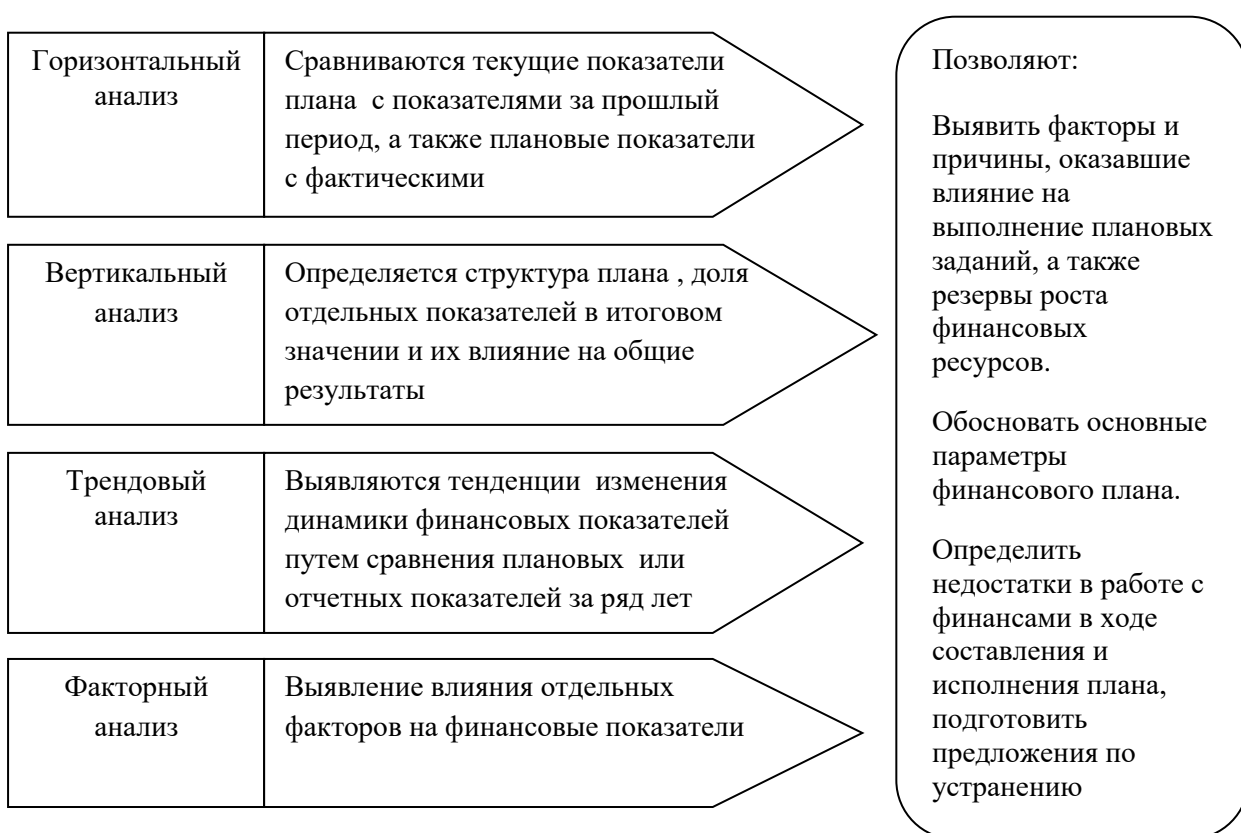 Горизонтальный
анализ
Сравниваются текущие показатели
плана с показателями за прошлый
период, а также плановые показатели
с фактическими
Вертикальный
анализ
Определяется структура плана , доля
отдельных показателей в итоговом
значении и их влияние на общие
результаты
Трендовый
анализ
Выявляются тенденции изменения
динамики финансовых показателей
путем сравнения плановых или
отчетных показателей за ряд лет
Факторный
анализ
Выявление влияния отдельных
факторов на финансовые показатели
Позволяют:
Выявить факторы и
причины, оказавшие
влияние на
выполнение плановых
заданий, а также
резервы роста
финансовых
ресурсов.
Обосновать основные
параметры
финансового плана.
Определить
недостатки в работе с
финансами в ходе
составления и
исполнения плана,
подготовить
предложения по
устранению